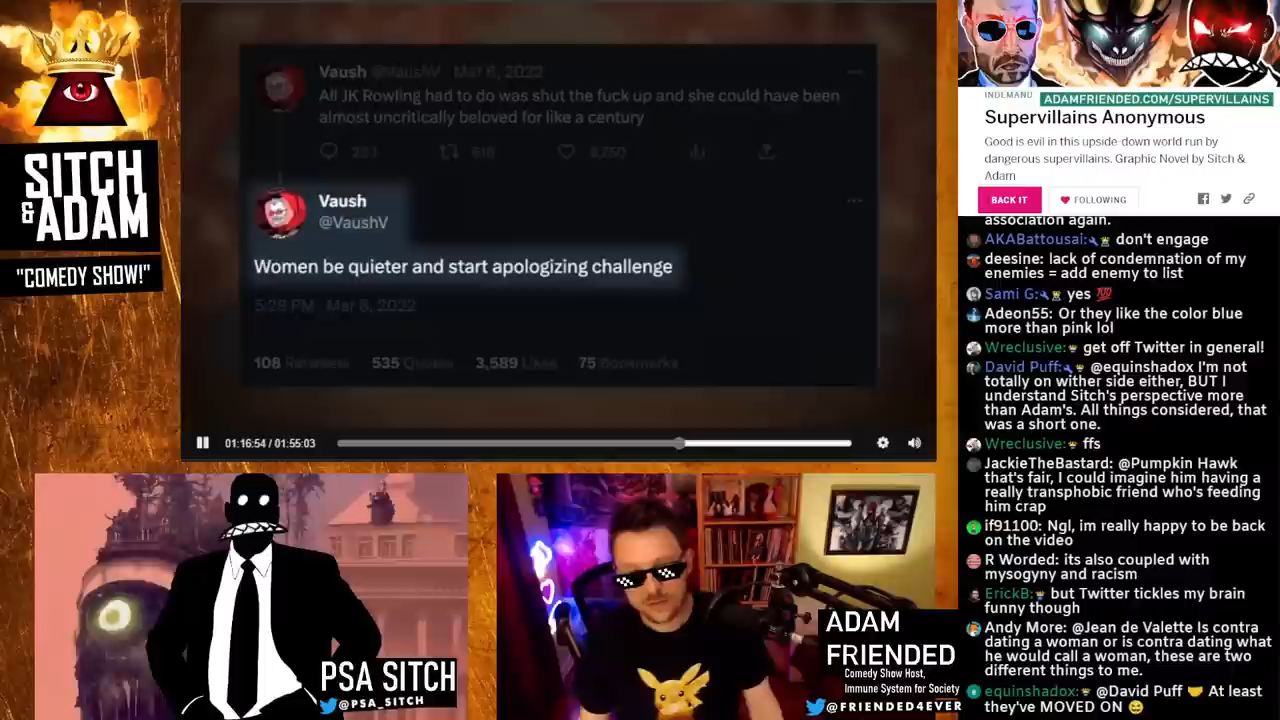 SITCH
& ADAM
"COMEDY SHOW!"
Vaush @VaushV · Mar 6, 2022
All JK Rowling had to do was shut the fuck up and she could have been
almost uncritically beloved for like a century
Vaush
@VaushV
Women be quieter and start apologizing challenge
5:28 PM · Mar 6, 2022
108 Retweets 535 Quotes 3,589 Likes 75 Bookmarks
01:16:54 / 01:55:03
PSA SITCH
@PSA_SITCH
ADAM
FRIENDED
Comedy Show Host,
Immune System for Society
@FRIENDED4EVER
INDEMAND
ADAMFRIENDED.COM/SUPERVILLAINS
Supervillains Anonymous
Good is evil in this upside-down world run by
dangerous supervillains. Graphic Novel by Sitch &
Adam
BACK IT
FOLLOWING
association again.
AKABattousai: don't engage
deesine: lack of condemnation of my
enemies = add enemy to list
Sami G: yes 💯
Adeon55: Or they like the color blue
more than pink lol
Wreclusive: get off Twitter in general!
David Puff: @equinshadox I'm not
totally on wither side either, BUT I
understand Sitch's perspective more
than Adam's. All things considered, that
was a short one.
Wreclusive: ffs
JackieTheBastard: @Pumpkin Hawk
that's fair, I could imagine him having a
really transphobic friend who's feeding
him crap
if91100: Ngl, im really happy to be back
on the video
R Worded: its also coupled with
mysogyny and racism
ErickB: but Twitter tickles my brain
funny though
Andy More: @Jean de Valette Is contra
dating a woman or is contra dating what
he would call a woman, these are two
different things to me.
equinshadox: @David Puff 🤝 At least
they've MOVED ON 😄